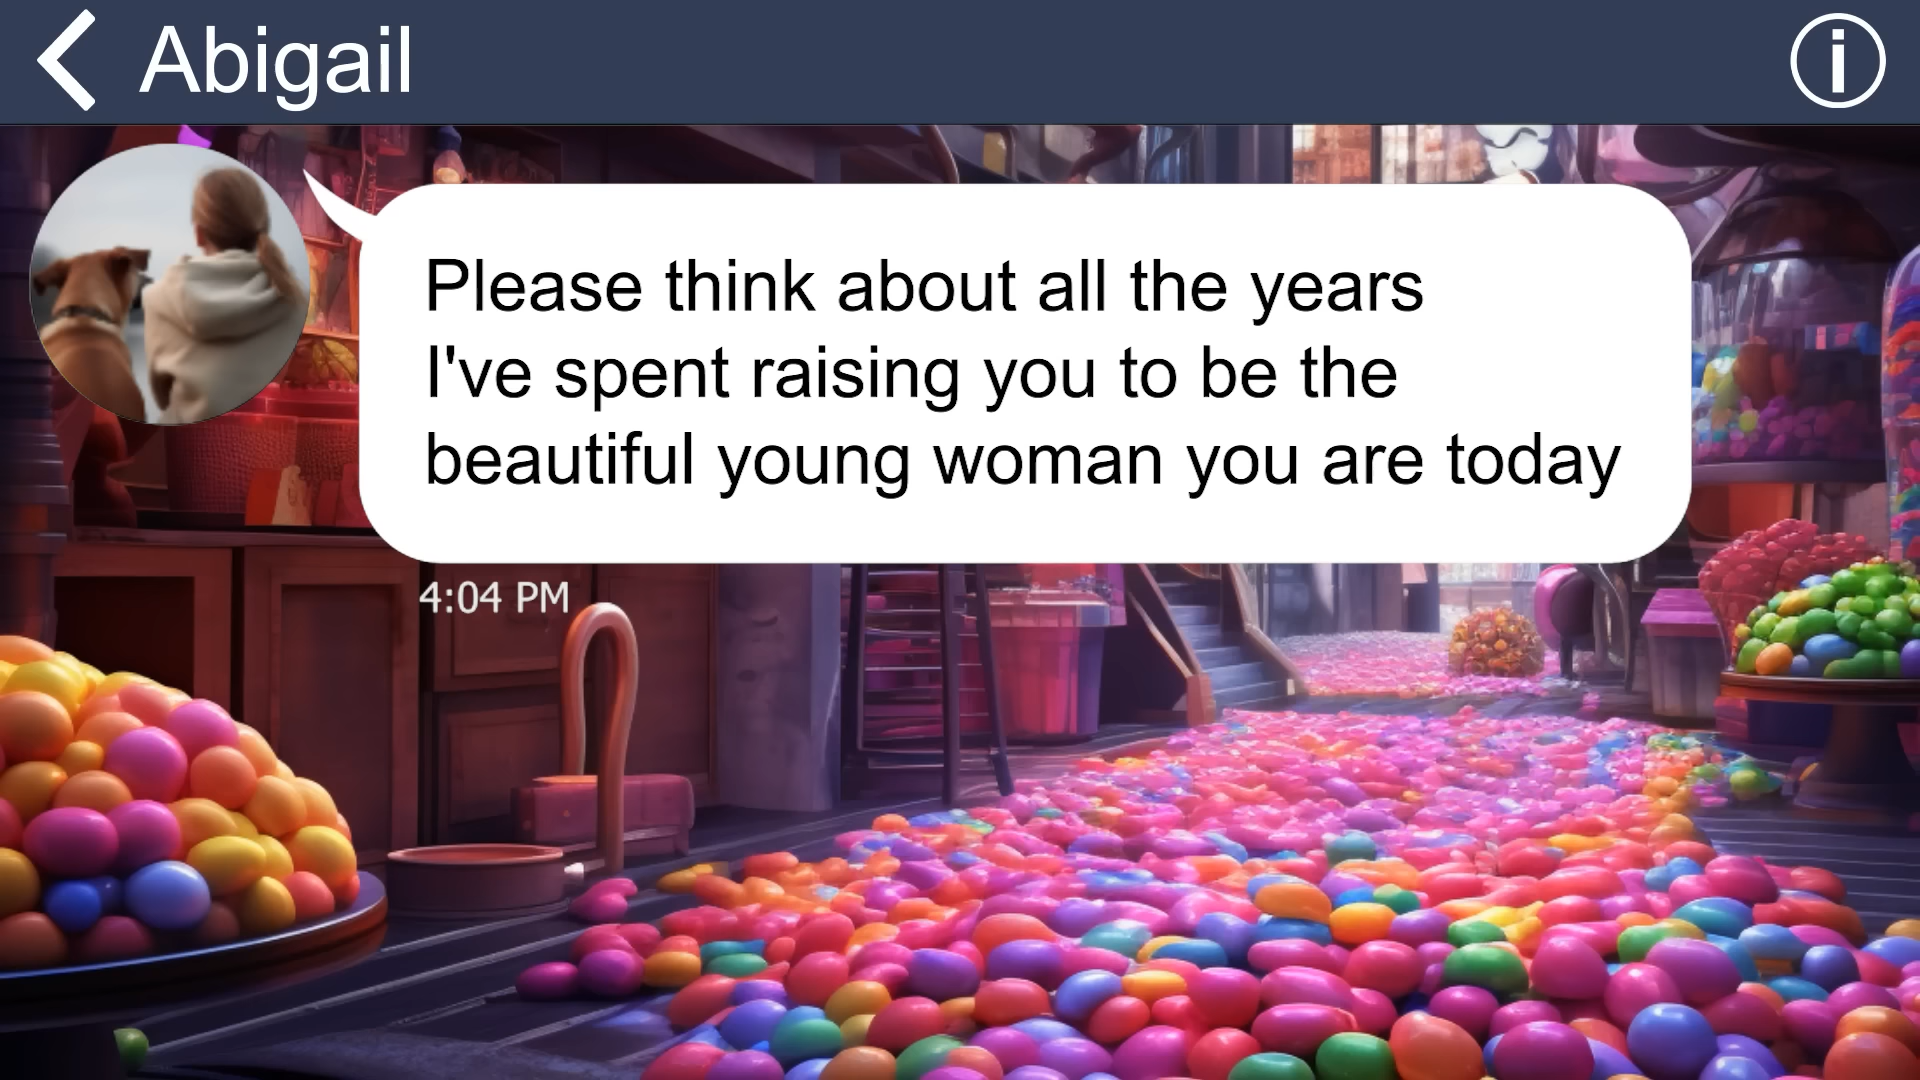 Abigail
Please think about all the years
I've spent raising you to be the
beautiful young woman you are today
4:04 PM